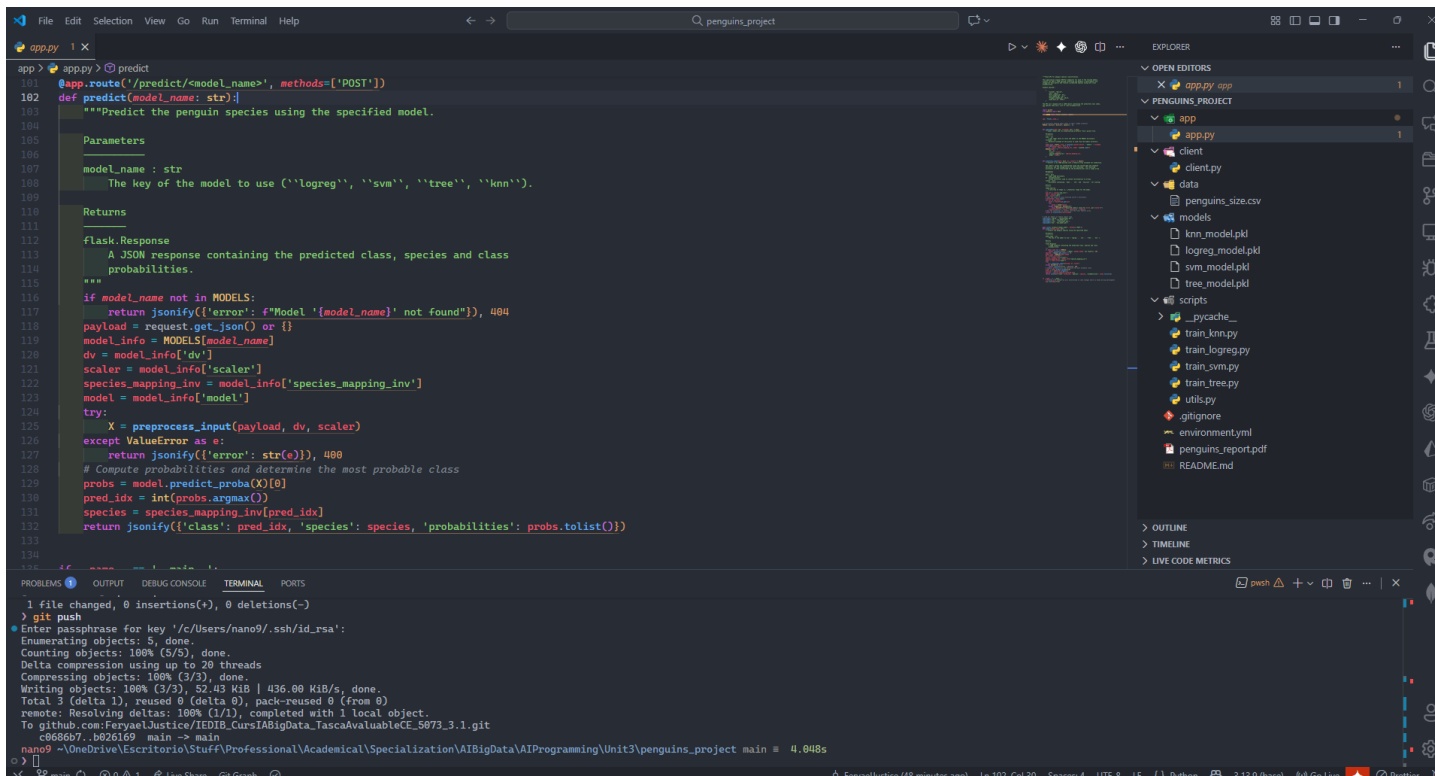 File Edit Selection View Go Run Terminal Help
penguins_project
app.py 1
app > app.py > predict
101 @app.route('/predict/<model_name>', methods=['POST'])
102 def predict(model_name: str):
103 """Predict the penguin species using the specified model.
104
105 Parameters
106 ----------
107 model_name : str
108 The key of the model to use (``logreg``, ``svm``, ``tree``, ``knn``).
109
110 Returns
111 -------
112 flask.Response
113 A JSON response containing the predicted class, species and class
114 probabilities.
115 """
116 if model_name not in MODELS:
117 return jsonify({'error': f"Model '{model_name}' not found"}), 404
118 payload = request.get_json() or {}
119 model_info = MODELS[model_name]
120 dv = model_info['dv']
121 scaler = model_info['scaler']
122 species_mapping_inv = model_info['species_mapping_inv']
123 model = model_info['model']
124 try:
125 X = preprocess_input(payload, dv, scaler)
126 except ValueError as e:
127 return jsonify({'error': str(e)}), 400
128 # Compute probabilities and determine the most probable class
129 probs = model.predict_proba(X)[0]
130 pred_idx = int(probs.argmax())
131 species = species_mapping_inv[pred_idx]
132 return jsonify({'class': pred_idx, 'species': species, 'probabilities': probs.tolist()})
133
134
EXPLORER
OPEN EDITORS
app.py app 1
PENGUINS_PROJECT
app
app.py 1
client
client.py
data
penguins_size.csv
models
knn_model.pkl
logreg_model.pkl
svm_model.pkl
tree_model.pkl
scripts
__pycache__
train_knn.py
train_logreg.py
train_svm.py
train_tree.py
utils.py
.gitignore
environment.yml
penguins_report.pdf
README.md
OUTLINE
TIMELINE
LIVE CODE METRICS
PROBLEMS 1 OUTPUT DEBUG CONSOLE TERMINAL PORTS
pwsh
1 file changed, 0 insertions(+), 0 deletions(-)
❯ git push
Enter passphrase for key '/c/Users/nano9/.ssh/id_rsa':
Enumerating objects: 5, done.
Counting objects: 100% (5/5), done.
Delta compression using up to 20 threads
Compressing objects: 100% (3/3), done.
Writing objects: 100% (3/3), 52.43 KiB | 436.00 KiB/s, done.
Total 3 (delta 1), reused 0 (delta 0), pack-reused 0 (from 0)
remote: Resolving deltas: 100% (1/1), completed with 1 local object.
To github.com:FeryaelJustice/IEDIB_CursIABigData_TascaAvaluableCE_5073_3.1.git
c0686b7..b026169 main -> main
nano9 ~\OneDrive\Escritorio\Stuff\Professional\Academical\Specialization\AIBigData\AIProgramming\Unit3\penguins_project main ≡ 4.048s
❯